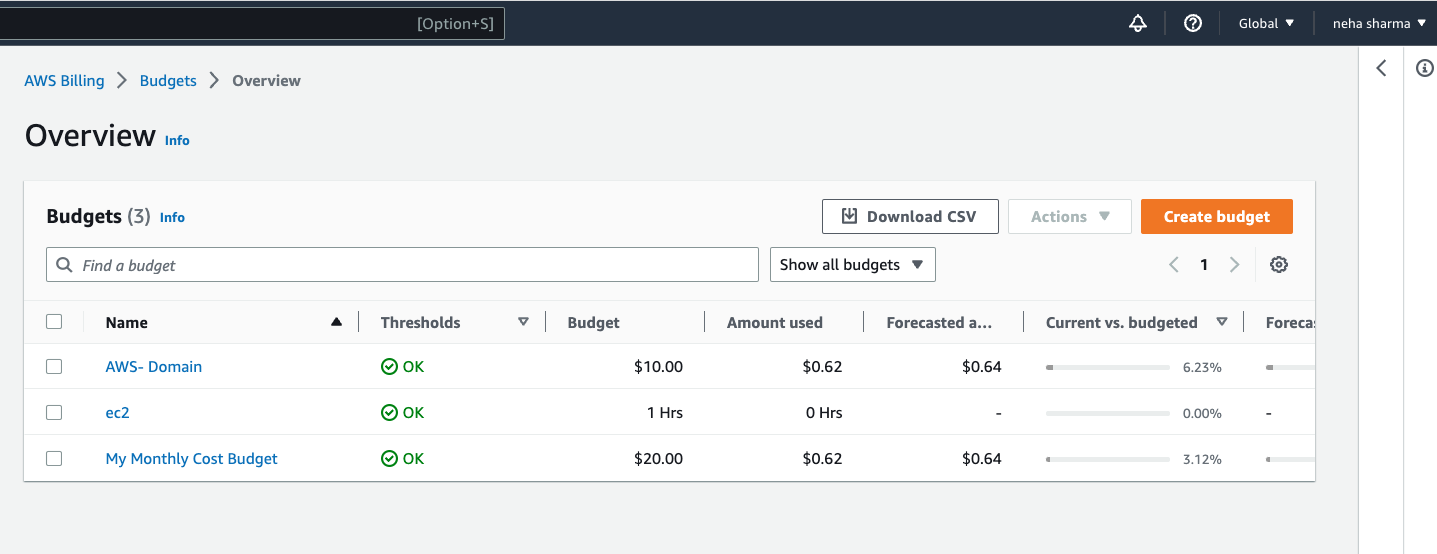 [Option+S] Global neha sharma
AWS Billing Budgets Overview
Overview Info
Budgets (3) Info Download CSV Actions Create budget
Find a budget Show all budgets 1
Name Thresholds Budget Amount used Forecasted a... Current vs. budgeted Forecas
AWS- Domain OK $10.00 $0.62 $0.64 6.23%
ec2 OK 1 Hrs 0 Hrs - 0.00% -
My Monthly Cost Budget OK $20.00 $0.62 $0.64 3.12%